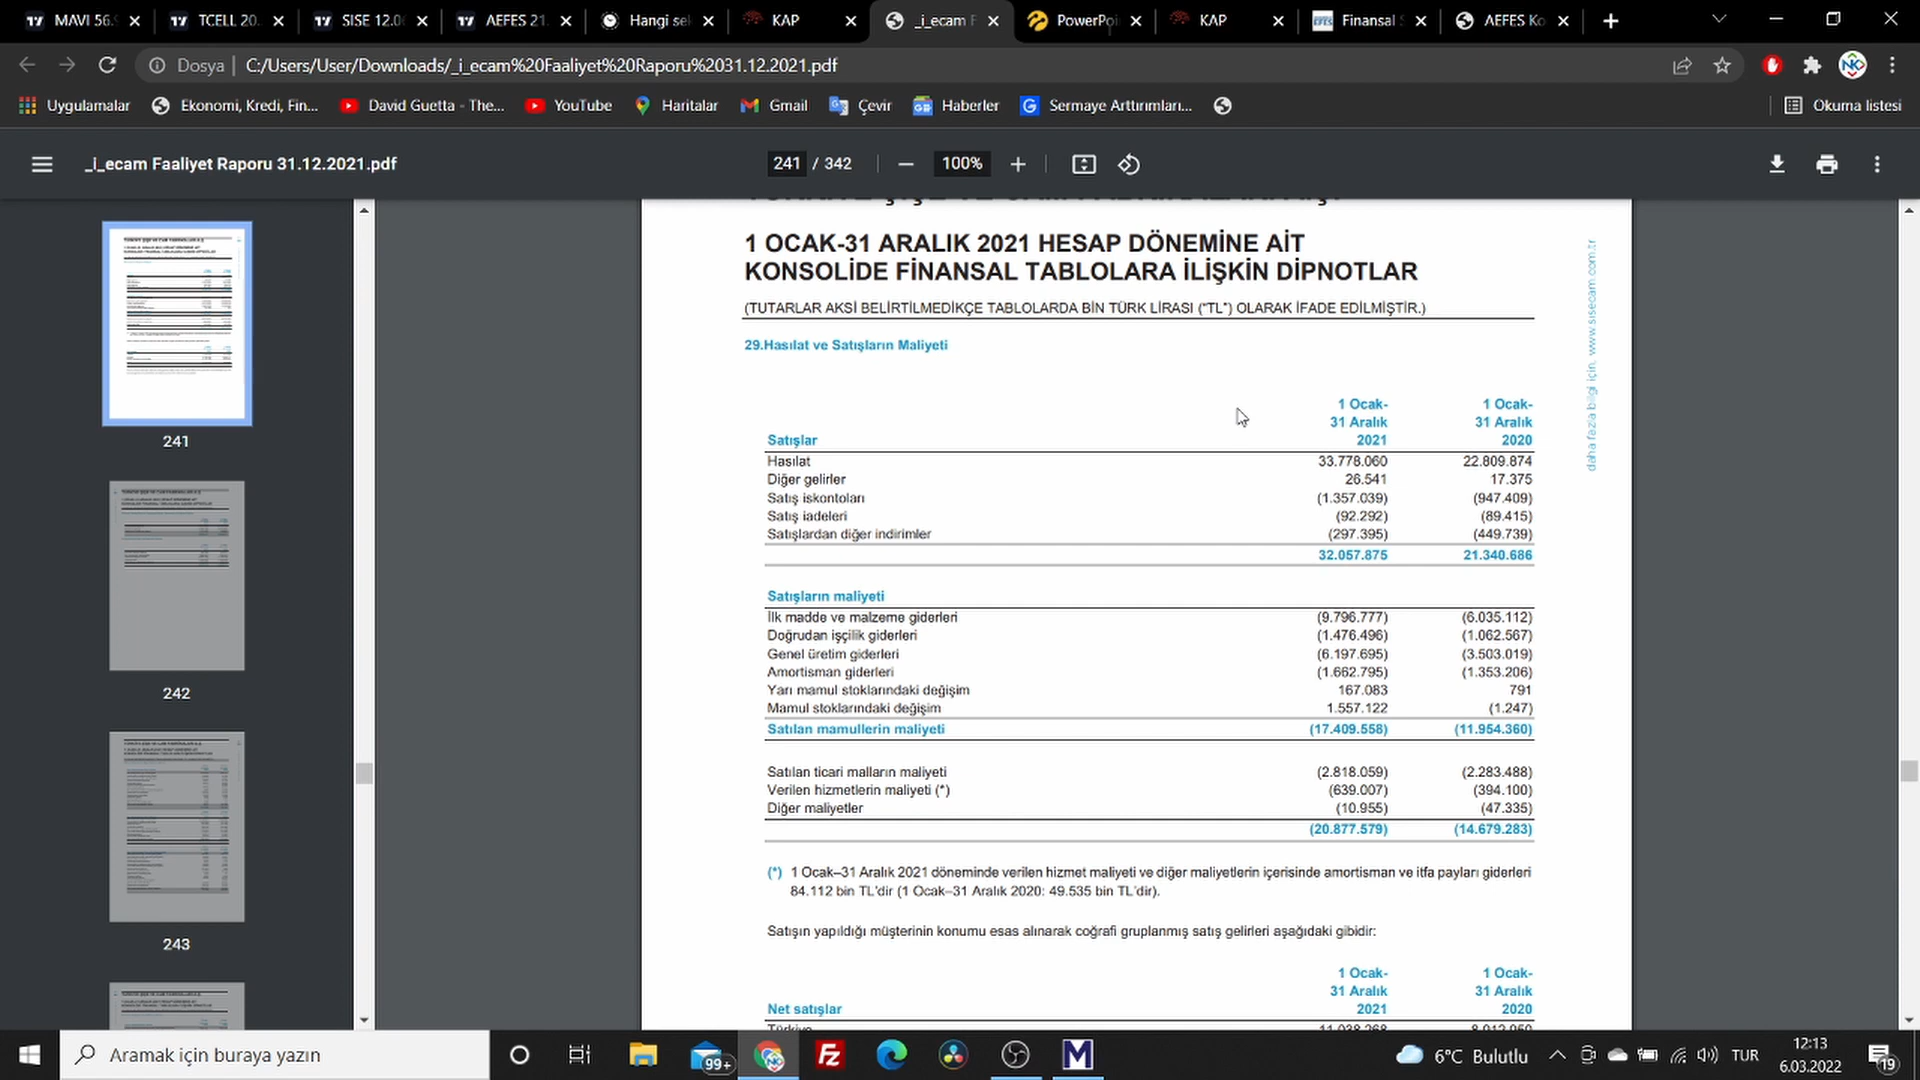 MAVI 56.
TCELL 20.
SISE 12.0
AEFES 21
Hangi se
KAP
_i_ecam F
PowerPoi
KAP
Finansal
AEFES Ko
Dosya
C:/Users/User/Downloads/_i_ecam%20Faaliyet%20Raporu%2031.12.2021.pdf
Uygulamalar
Ekonomi, Kredi, Fin...
David Guetta - The...
YouTube
Haritalar
Gmail
Çevir
Haberler
Sermaye Arttırımları...
Okuma listesi
_i_ecam Faaliyet Raporu 31.12.2021.pdf
241 / 342
100%
241
242
243
1 OCAK-31 ARALIK 2021 HESAP DÖNEMİNE AİT
KONSOLİDE FİNANSAL TABLOLARA İLİŞKİN DİPNOTLAR
(TUTARLAR AKSİ BELİRTİLMEDİKÇE TABLOLARDA BİN TÜRK LİRASI ("TL") OLARAK İFADE EDİLMİŞTİR.)
daha fazla bilgi için. www.sisecam.com.tr
29.Hasılat ve Satışların Maliyeti
1 Ocak- 1 Ocak-
31 Aralık 31 Aralık
Satışlar 2021 2020
Hasılat 33.778.060 22.809.874
Diğer gelirler 26.541 17.375
Satış iskontoları (1.357.039) (947.409)
Satış iadeleri (92.292) (89.415)
Satışlardan diğer indirimler (297.395) (449.739)
32.057.875 21.340.686
Satışların maliyeti
İlk madde ve malzeme giderleri (9.796.777) (6.035.112)
Doğrudan işçilik giderleri (1.476.496) (1.062.567)
Genel üretim giderleri (6.197.695) (3.503.019)
Amortisman giderleri (1.662.795) (1.353.206)
Yarı mamul stoklarındaki değişim 167.083 791
Mamul stoklarındaki değişim 1.557.122 (1.247)
Satılan mamullerin maliyeti (17.409.558) (11.954.360)
Satılan ticari malların maliyeti (2.818.059) (2.283.488)
Verilen hizmetlerin maliyeti (*) (639.007) (394.100)
Diğer maliyetler (10.955) (47.335)
(20.877.579) (14.679.283)
(*) 1 Ocak–31 Aralık 2021 döneminde verilen hizmet maliyeti ve diğer maliyetlerin içerisinde amortisman ve itfa payları giderleri
84.112 bin TL'dir (1 Ocak–31 Aralık 2020: 49.535 bin TL'dir).
Satışın yapıldığı müşterinin konumu esas alınarak coğrafi gruplanmış satış gelirleri aşağıdaki gibidir:
1 Ocak- 1 Ocak-
31 Aralık 31 Aralık
Net satışlar 2021 2020
Aramak için buraya yazın
99+
6°C Bulutlu
TUR
12:13
6.03.2022
19